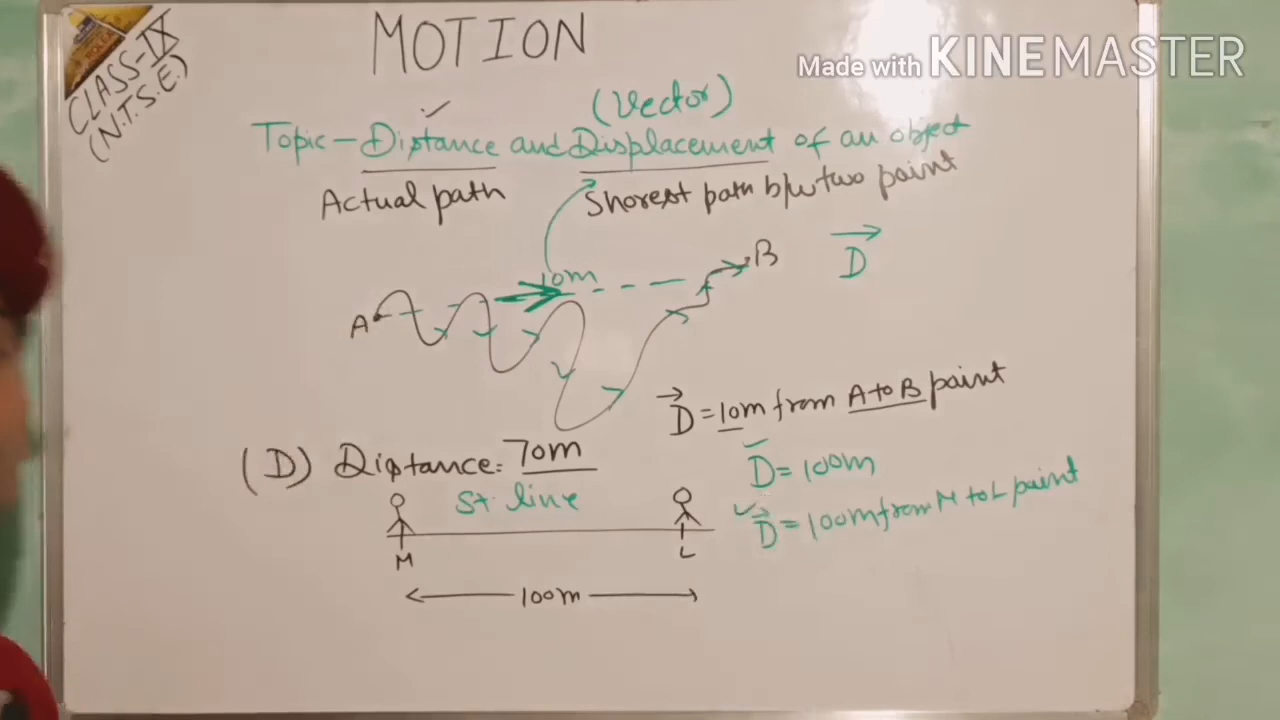 MOTION
Made with KINEMASTER
CLASS-IX
(N.T.S.E.)
(Vector)
Topic-Distance and Displacement of an object
Actual path
Shorest path b/w two point
10m
A
B
D
D = 10m from A to B point
(D) Distance = 70m
D = 100m
St. line
D = 100m from M to L point
M
L
100m